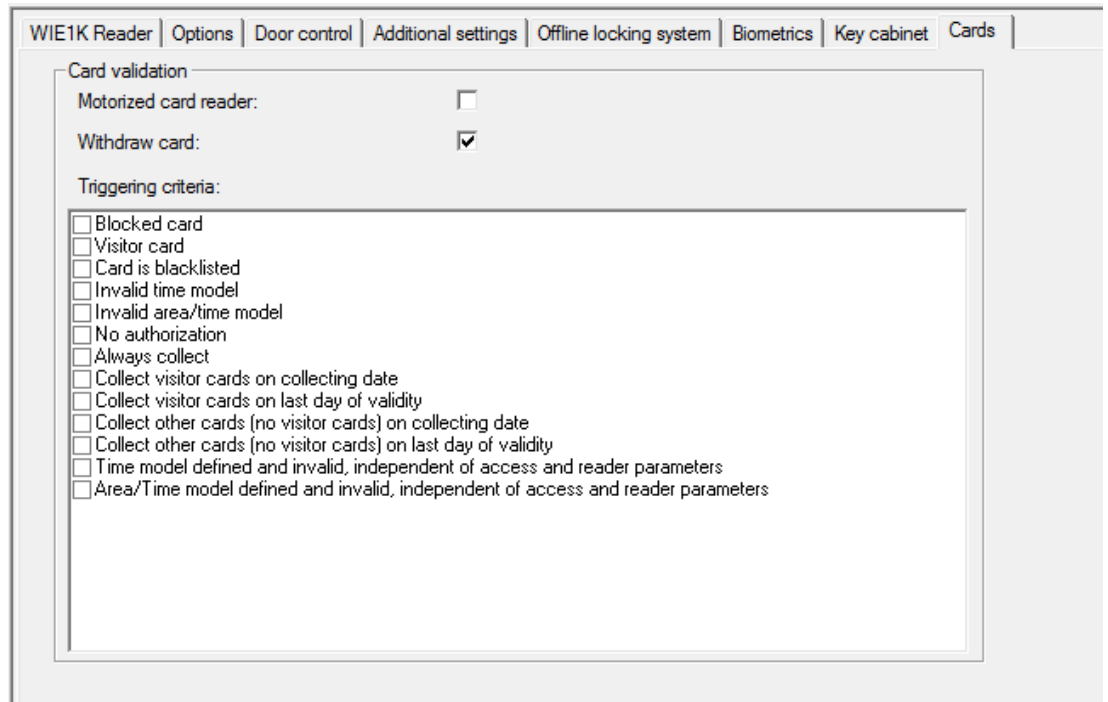 WIE1K Reader Options Door control Additional settings Offline locking system Biometrics Key cabinet Cards
Card validation
Motorized card reader:
Withdraw card:
Triggering criteria:
Blocked card
Visitor card
Card is blacklisted
Invalid time model
Invalid area/time model
No authorization
Always collect
Collect visitor cards on collecting date
Collect visitor cards on last day of validity
Collect other cards (no visitor cards) on collecting date
Collect other cards (no visitor cards) on last day of validity
Time model defined and invalid, independent of access and reader parameters
Area/Time model defined and invalid, independent of access and reader parameters